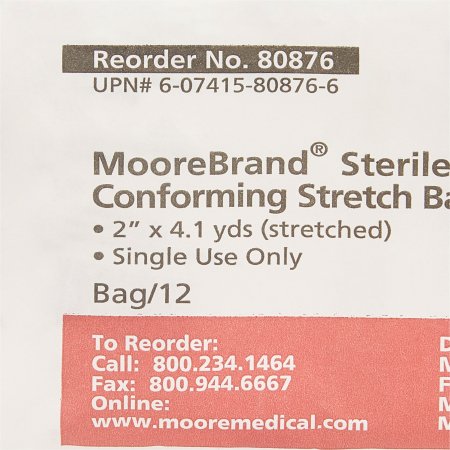 Reorder No. 80876
UPN# 6-07415-80876-6
MooreBrand® Sterile
Conforming Stretch
• 2" x 4.1 yds (stretched)
• Single Use Only
Bag/12
To Reorder:
Call: 800.234.1464
Fax: 800.944.6667
Online:
www.mooremedical.com